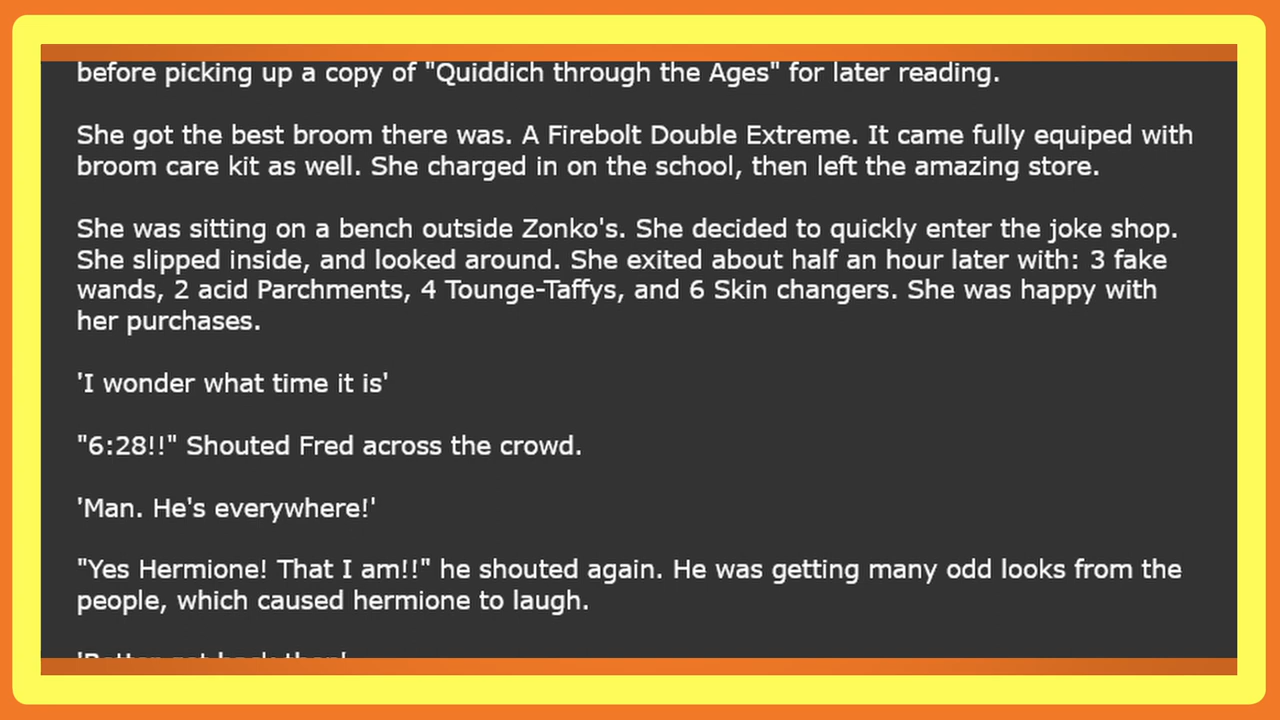 before picking up a copy of "Quiddich through the Ages" for later reading.
She got the best broom there was. A Firebolt Double Extreme. It came fully equiped with
broom care kit as well. She charged in on the school, then left the amazing store.
She was sitting on a bench outside Zonko's. She decided to quickly enter the joke shop.
She slipped inside, and looked around. She exited about half an hour later with: 3 fake
wands, 2 acid Parchments, 4 Tounge-Taffys, and 6 Skin changers. She was happy with
her purchases.
'I wonder what time it is'
"6:28!!" Shouted Fred across the crowd.
'Man. He's everywhere!'
"Yes Hermione! That I am!!" he shouted again. He was getting many odd looks from the
people, which caused hermione to laugh.